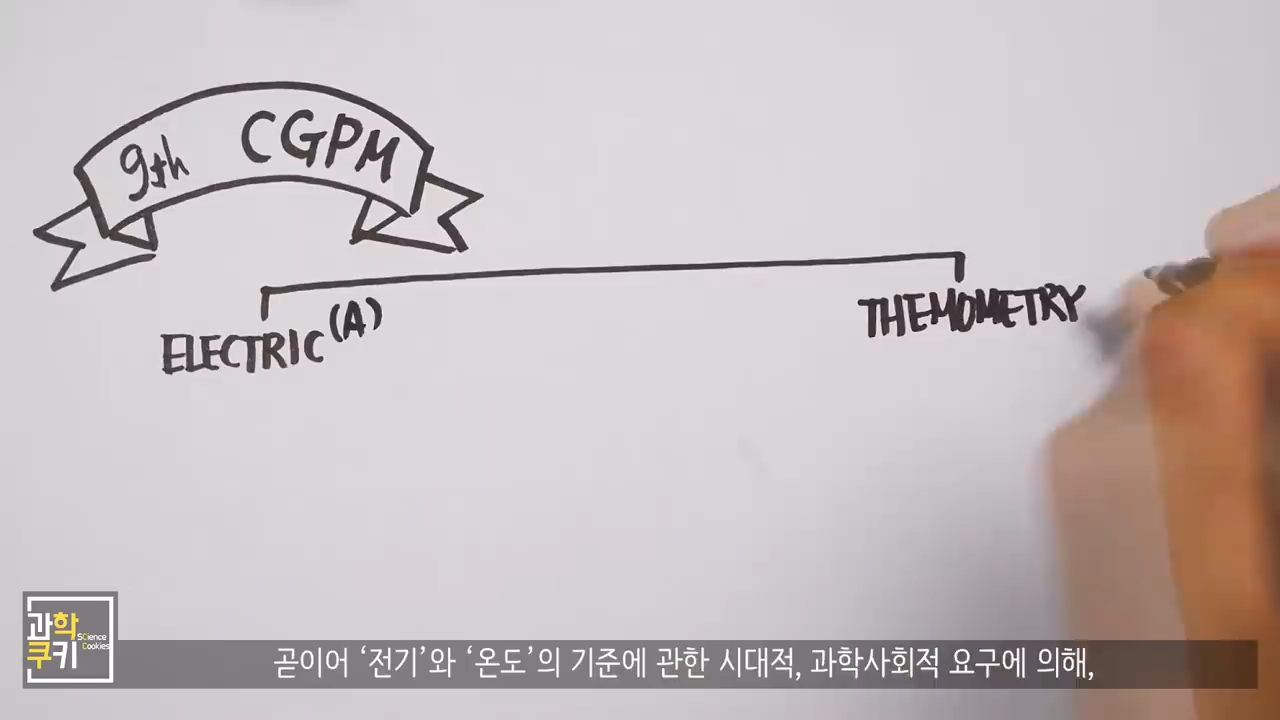 9th CGPM
ELECTRIC (A)
THEMOMETRY
과학
쿠키
Science
Cookies
곧이어 ‘전기’와 ‘온도’의 기준에 관한 시대적, 과학사회적 요구에 의해,